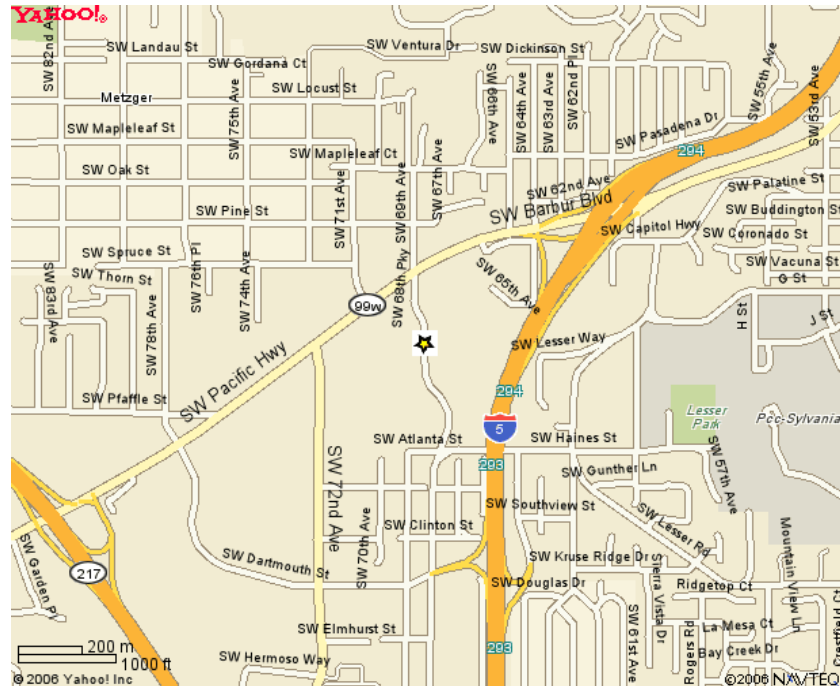 YAHOO!®
SW 82nd Ave
SW Landau St
SW Gordana Ct
SW Ventura Dr
SW Dickinson St
SW 55th Ave
SW 53rd Ave
Metzger
SW 75th Ave
SW Locust St
SW 66th Ave
SW 64th Ave
SW 63rd Ave
SW 62nd Pl
SW Mapleleaf St
SW Pasadena Dr
294
SW Mapleleaf Ct
SW Oak St
SW 71st Ave
SW 69th Ave
SW 67th Ave
SW 62nd Ave
SW Palatine St
SW Pine St
SW Barbur Blvd
SW Buddington St
SW Capitol Hwy
SW Coronado St
SW Spruce St
SW 76th Pl
SW 74th Ave
SW 68th Pky
SW Vacuna St
SW Thorn St
SW 65th Ave
G St
SW 83rd Ave
SW 78th Ave
99w
H St
J St
SW Lesser Way
SW Pacific Hwy
294
SW Pfaffle St
5
Lesser
Park
Pcc-Sylvania
SW Atlanta St
SW Haines St
293
SW 72nd Ave
SW Gunther Ln
SW 57th Ave
SW Southview St
SW Clinton St
SW 70th Ave
SW Lesser Rd
Mountain View Ln
SW Garden Pl
217
SW Dartmouth St
SW Kruse Ridge Dr
SW Douglas Dr
Sierra Vista Dr
Ridgetop Ct
SW Elmhurst St
SW 61st Ave
Rogers Rd
La Mesa Ct
Crestfield Ct
Bay Creek Dr
SW Hermoso Way
293
200 m
1000 ft
©2006 Yahoo! Inc
©2006 NAVTEQ